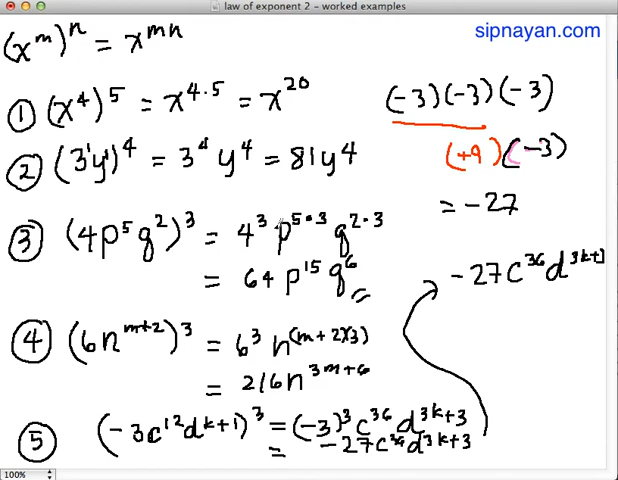 law of exponent 2 - worked examples
sipnayan.com
(x^m)^n = x^mn
① (x^4)^5 = x^4·5 = x^20
② (3^1y^1)^4 = 3^4 y^4 = 81y^4
③ (4p^5 q^2)^3 = 4^3 p^5·3 q^2·3
= 64 p^15 q^6
④ (6n^m+2)^3 = 6^3 n^(m+2)(3)
= 216n^3m+6
⑤ (-3c^12 d^k+1)^3 = (-3)^3 c^36 d^3k+3
= -27c^36 d^3k+3
(-3)(-3)(-3)
(+9)(-3)
= -27
-27c^36 d^3k+3
100%